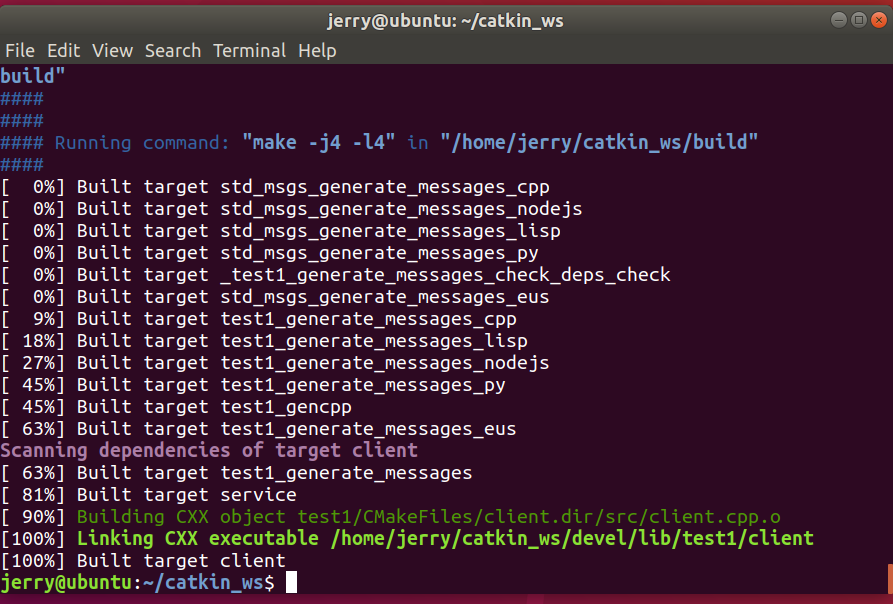 jerry@ubuntu: ~/catkin_ws
File Edit View Search Terminal Help
build"
####
####
#### Running command: "make -j4 -l4" in "/home/jerry/catkin_ws/build"
####
[  0%] Built target std_msgs_generate_messages_cpp
[  0%] Built target std_msgs_generate_messages_nodejs
[  0%] Built target std_msgs_generate_messages_lisp
[  0%] Built target std_msgs_generate_messages_py
[  0%] Built target _test1_generate_messages_check_deps_check
[  0%] Built target std_msgs_generate_messages_eus
[  9%] Built target test1_generate_messages_cpp
[ 18%] Built target test1_generate_messages_lisp
[ 27%] Built target test1_generate_messages_nodejs
[ 45%] Built target test1_generate_messages_py
[ 45%] Built target test1_gencpp
[ 63%] Built target test1_generate_messages_eus
Scanning dependencies of target client
[ 63%] Built target test1_generate_messages
[ 81%] Built target service
[ 90%] Building CXX object test1/CMakeFiles/client.dir/src/client.cpp.o
[100%] Linking CXX executable /home/jerry/catkin_ws/devel/lib/test1/client
[100%] Built target client
jerry@ubuntu:~/catkin_ws$